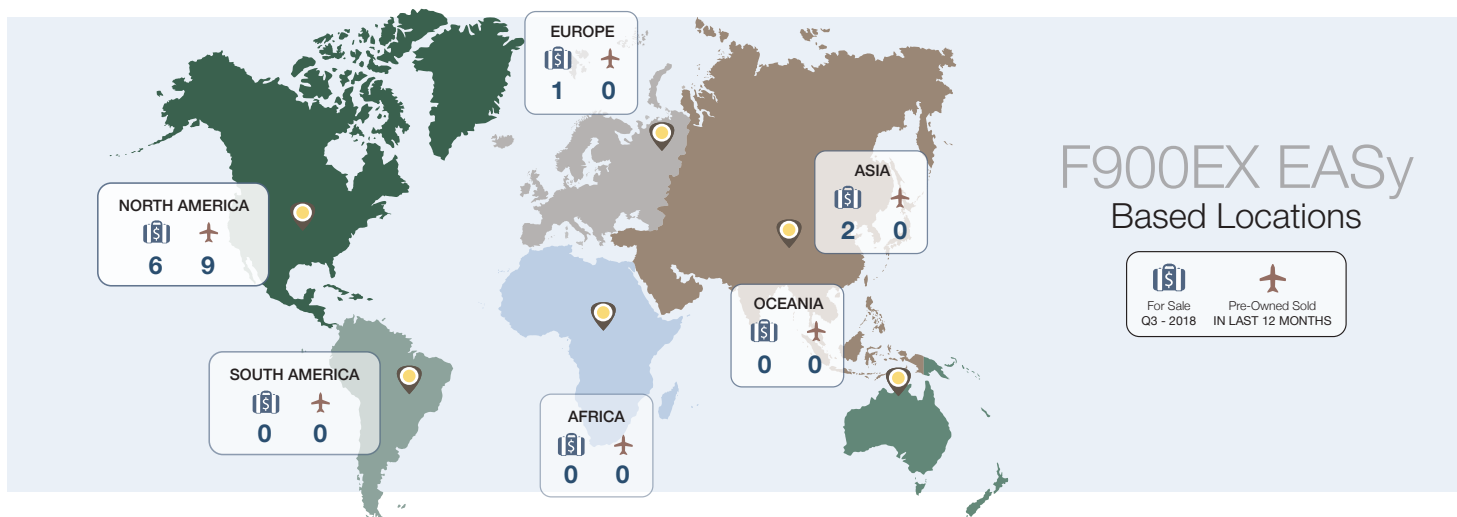 EUROPE
1 0
ASIA
2 0
NORTH AMERICA
6 9
OCEANIA
0 0
SOUTH AMERICA
0 0
AFRICA
0 0
F900EX EASy
Based Locations
$ 
For Sale Pre-Owned Sold
Q3 - 2018 IN LAST 12 MONTHS